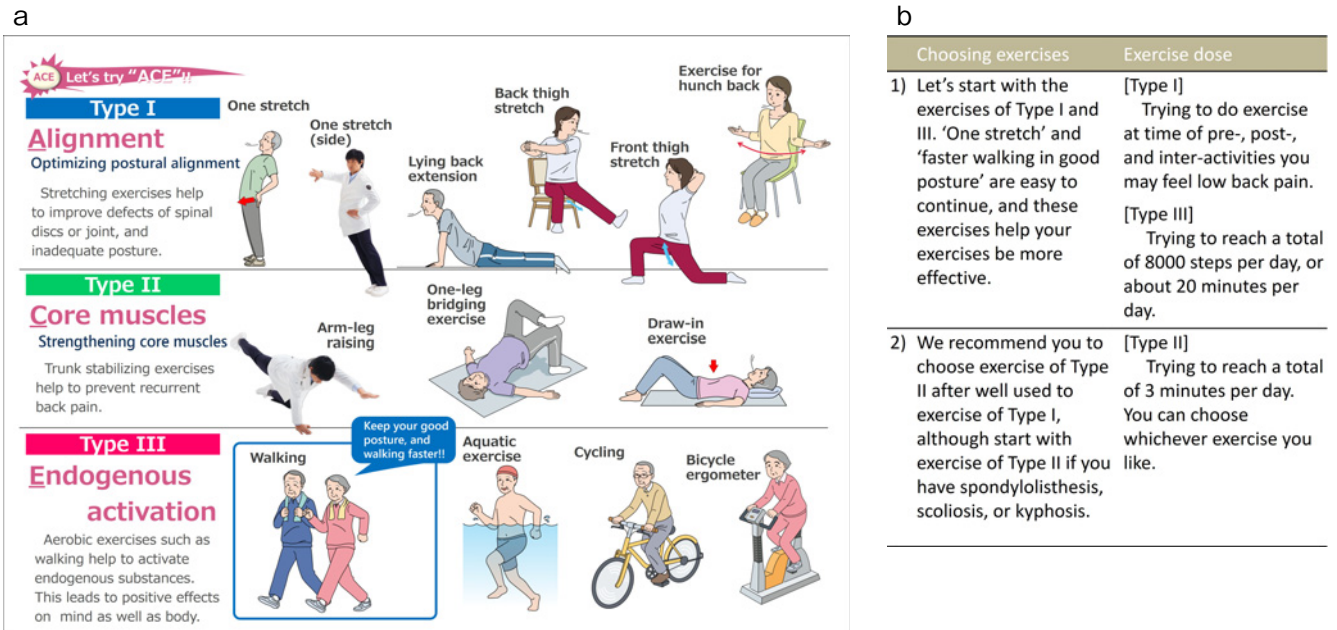 a
ACE Let's try "ACE"!!
Type I
Alignment
Optimizing postural alignment
Stretching exercises help
to improve defects of spinal
discs or joint, and
inadequate posture.
One stretch
One stretch
(side)
Lying back
extension
Back thigh
stretch
Front thigh
stretch
Exercise for
hunch back
Type II
Core muscles
Strengthening core muscles
Trunk stabilizing exercises
help to prevent recurrent
back pain.
Arm-leg
raising
One-leg
bridging
exercise
Draw-in
exercise
Type III
Endogenous
activation
Aerobic exercises such as
walking help to activate
endogenous substances.
This leads to positive effects
on mind as well as body.
Walking
Keep your good
posture, and
walking faster!!
Aquatic
exercise
Cycling
Bicycle
ergometer
b
Choosing exercises
Exercise dose
1) Let's start with the
exercises of Type I and
III. 'One stretch' and
'faster walking in good
posture' are easy to
continue, and these
exercises help your
exercises be more
effective.
[Type I]
Trying to do exercise
at time of pre-, post-,
and inter-activities you
may feel low back pain.
[Type III]
Trying to reach a total
of 8000 steps per day, or
about 20 minutes per
day.
2) We recommend you to
choose exercise of Type
II after well used to
exercise of Type I,
although start with
exercise of Type II if you
have spondylolisthesis,
scoliosis, or kyphosis.
[Type II]
Trying to reach a total
of 3 minutes per day.
You can choose
whichever exercise you
like.